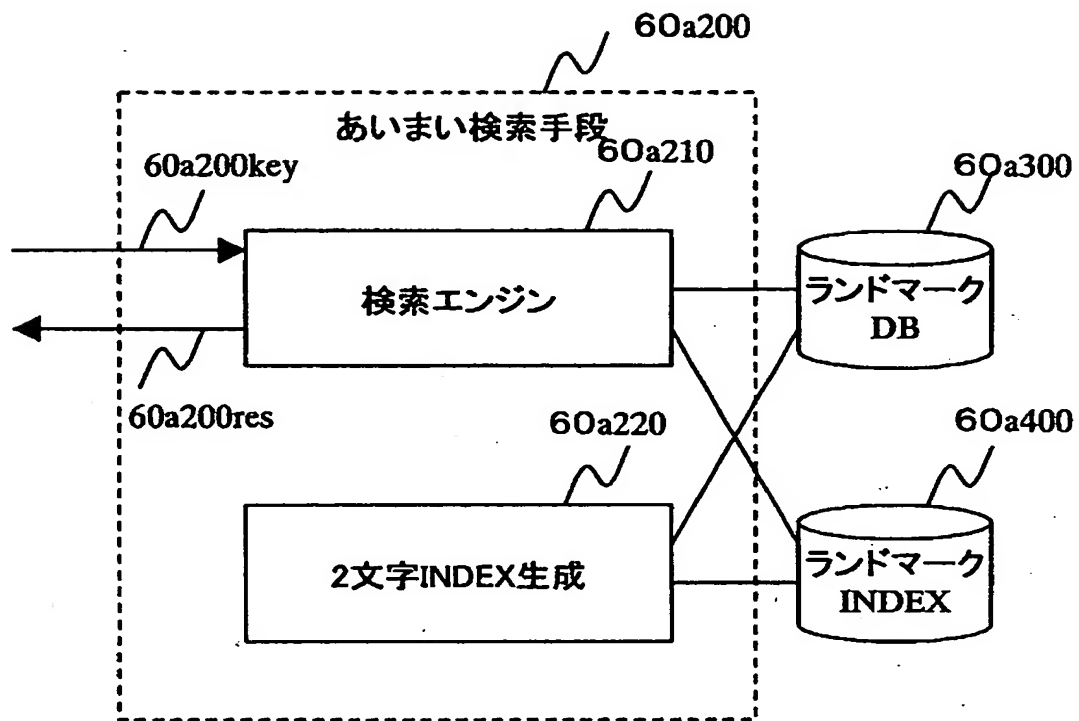 60a200
あいまい検索手段
60a200key
60a210
60a300
検索エンジン
ランドマーク
DB
60a200res
60a220
60a400
2文字INDEX生成
ランドマーク
INDEX